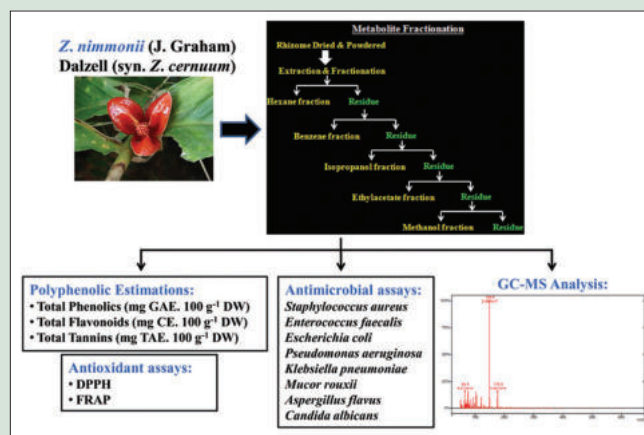 Z. nimmonii (J. Graham)
Dalzell (syn. Z. cernuum)
Metabolite Fractionation
Rhizome Dried & Powdered
Extraction & Fractionation
Hexane fraction Residue
Benzene fraction Residue
Isopropanol fraction Residue
Ethylacetate fraction Residue
Methanol fraction Residue
Polyphenolic Estimations:
• Total Phenolics (mg GAE. 100 g-1 DW)
• Total Flavonoids (mg CE. 100 g-1 DW)
• Total Tannins (mg TAE. 100 g-1 DW)
Antioxidant assays:
• DPPH
• FRAP
Antimicrobial assays:
Staphylococcus aureus
Enterococcus faecalis
Escherichia coli
Pseudomonas aeruginosa
Klebsiella pneumoniae
Mucor rouxii
Aspergillus flavus
Candida albicans
GC-MS Analysis: